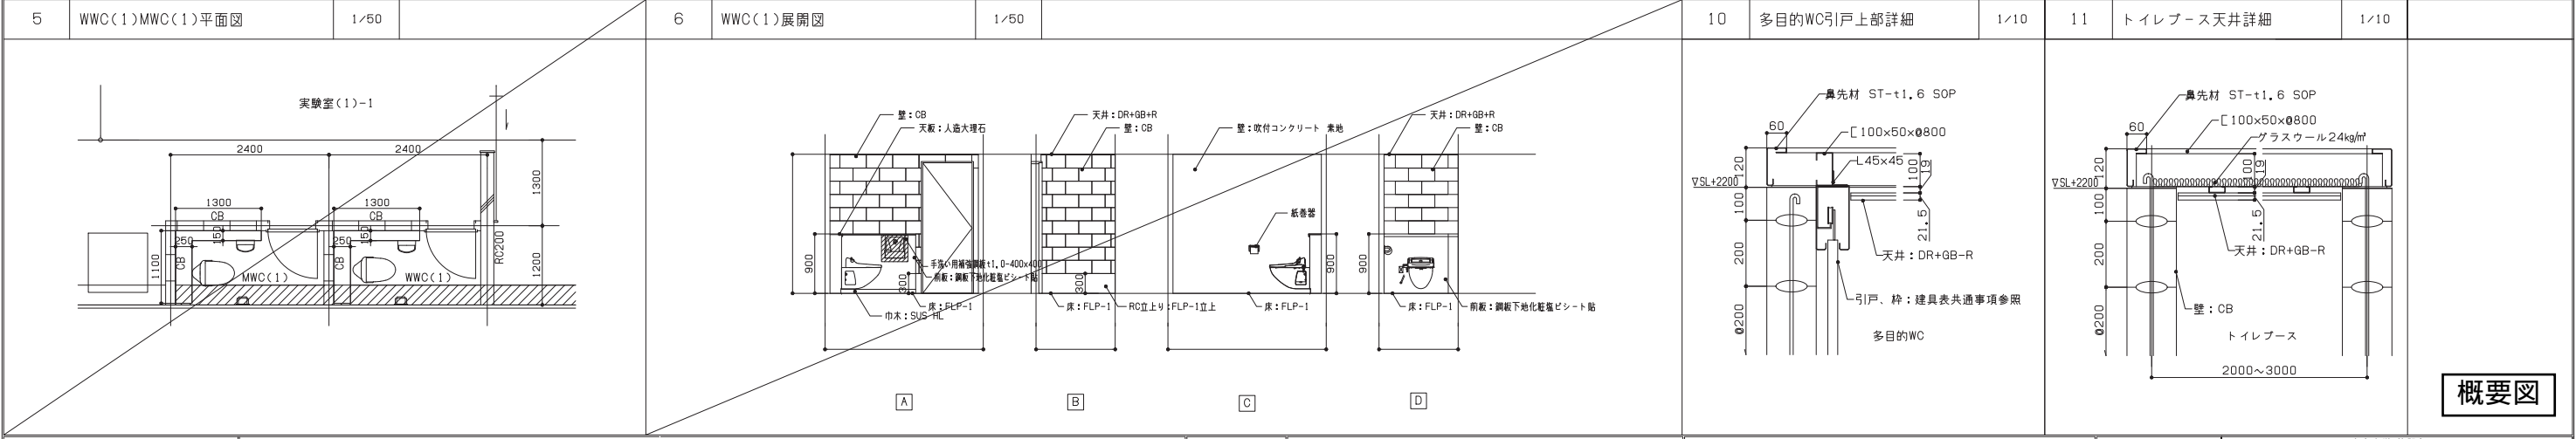 5 WWC(1)MWC(1)平面図 1/50
実験室(1)-1
2400 2400
1300
1300 1300
CB CB
150 150
250 250
1100 CB CB
MWC(1) WWC(1)
RC200
1200
6 WWC(1)展開図 1/50
壁:CB
天板:人造大理石
手洗い用補強鋼板t1.0-400x400
前板:鋼板下地化粧塩ビシート貼
900
300
床:FLP-1
巾木:SUS HL
A
天井:DR+GB+R
壁:CB
300
床:FLP-1
RC立上り:FLP-1立上
B
壁:吹付コンクリート 素地
紙巻器
900
床:FLP-1
C
天井:DR+GB+R
壁:CB
900
床:FLP-1
前板:鋼板下地化粧塩ビシート貼
D
10 多目的WC引戸上部詳細 1/10
鼻先材 ST-t1.6 SOP
60
[100x50x@800
L45x45
120
100
19
▽SL+2200
100
21.5
200
天井:DR+GB-R
引戸、枠:建具表共通事項参照
@200
多目的WC
11 トイレブース天井詳細 1/10
鼻先材 ST-t1.6 SOP
60
[100x50x@800
グラスウール24kg/㎥
120
100
19
▽SL+2200
100
21.5
200
天井:DR+GB-R
壁:CB
@200
トイレブース
2000~3000
概要図